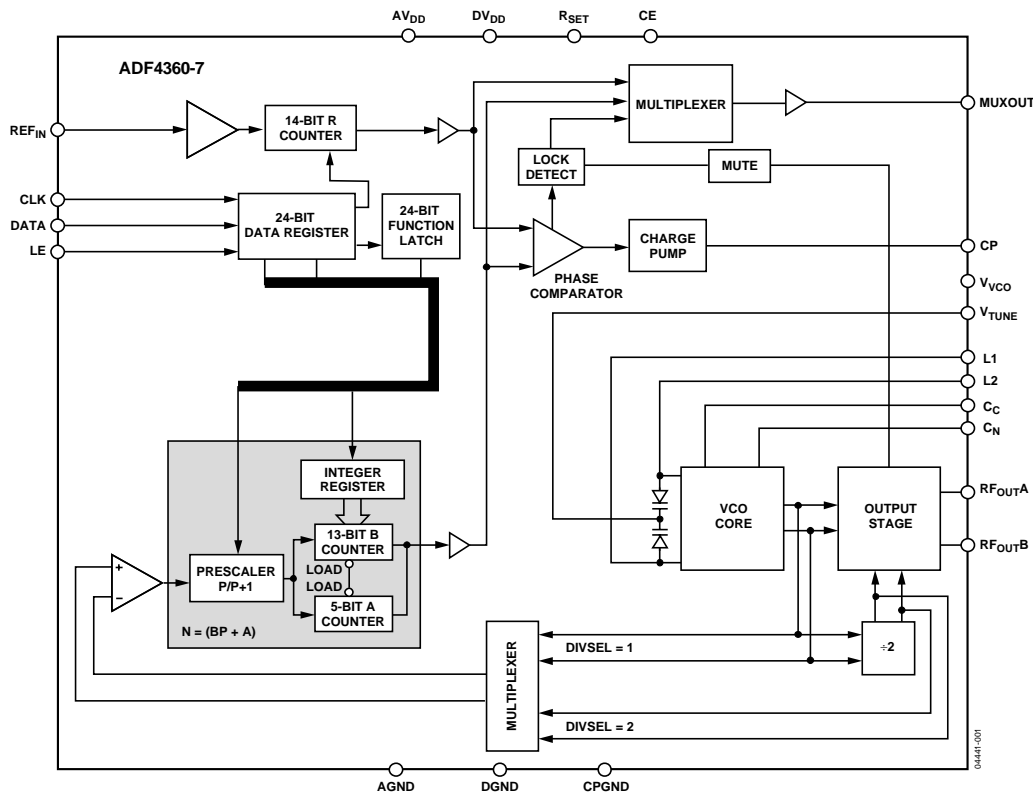 AVDD
DVDD
RSET
CE
ADF4360-7
MULTIPLEXER
MUXOUT
REFIN
14-BIT R
COUNTER
LOCK
DETECT
MUTE
CLK
DATA
LE
24-BIT
DATA REGISTER
24-BIT
FUNCTION
LATCH
CHARGE
PUMP
CP
PHASE
COMPARATOR
VVCO
VTUNE
L1
L2
CC
CN
INTEGER
REGISTER
VCO
CORE
OUTPUT
STAGE
RFOUTA
RFOUTB
13-BIT B
COUNTER
LOAD
LOAD
PRESCALER
P/P+1
+
−
5-BIT A
COUNTER
N = (BP + A)
MULTIPLEXER
DIVSEL = 1
÷2
DIVSEL = 2
04441-001
AGND
DGND
CPGND